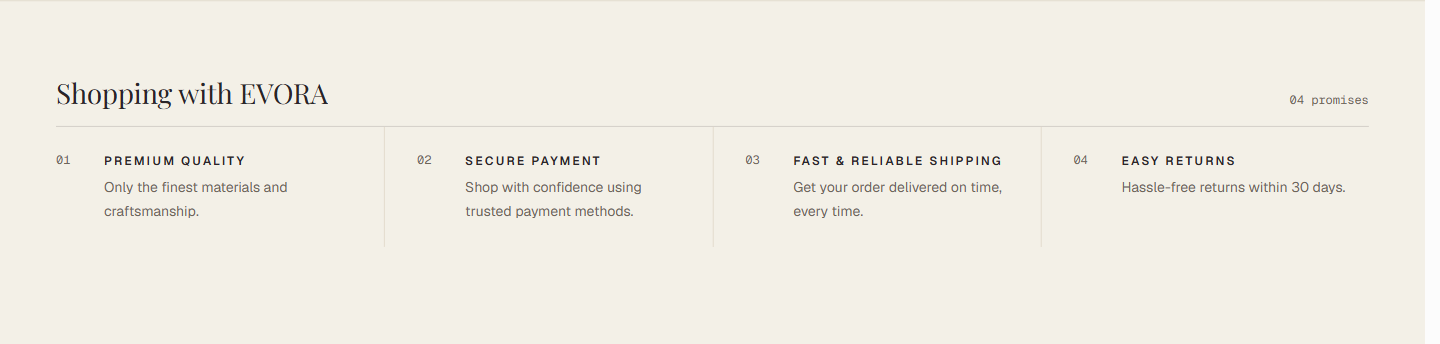 Shopping with EVORA
04 promises
01
PREMIUM QUALITY
Only the finest materials and
craftsmanship.
02
SECURE PAYMENT
Shop with confidence using
trusted payment methods.
03
FAST & RELIABLE SHIPPING
Get your order delivered on time,
every time.
04
EASY RETURNS
Hassle-free returns within 30 days.